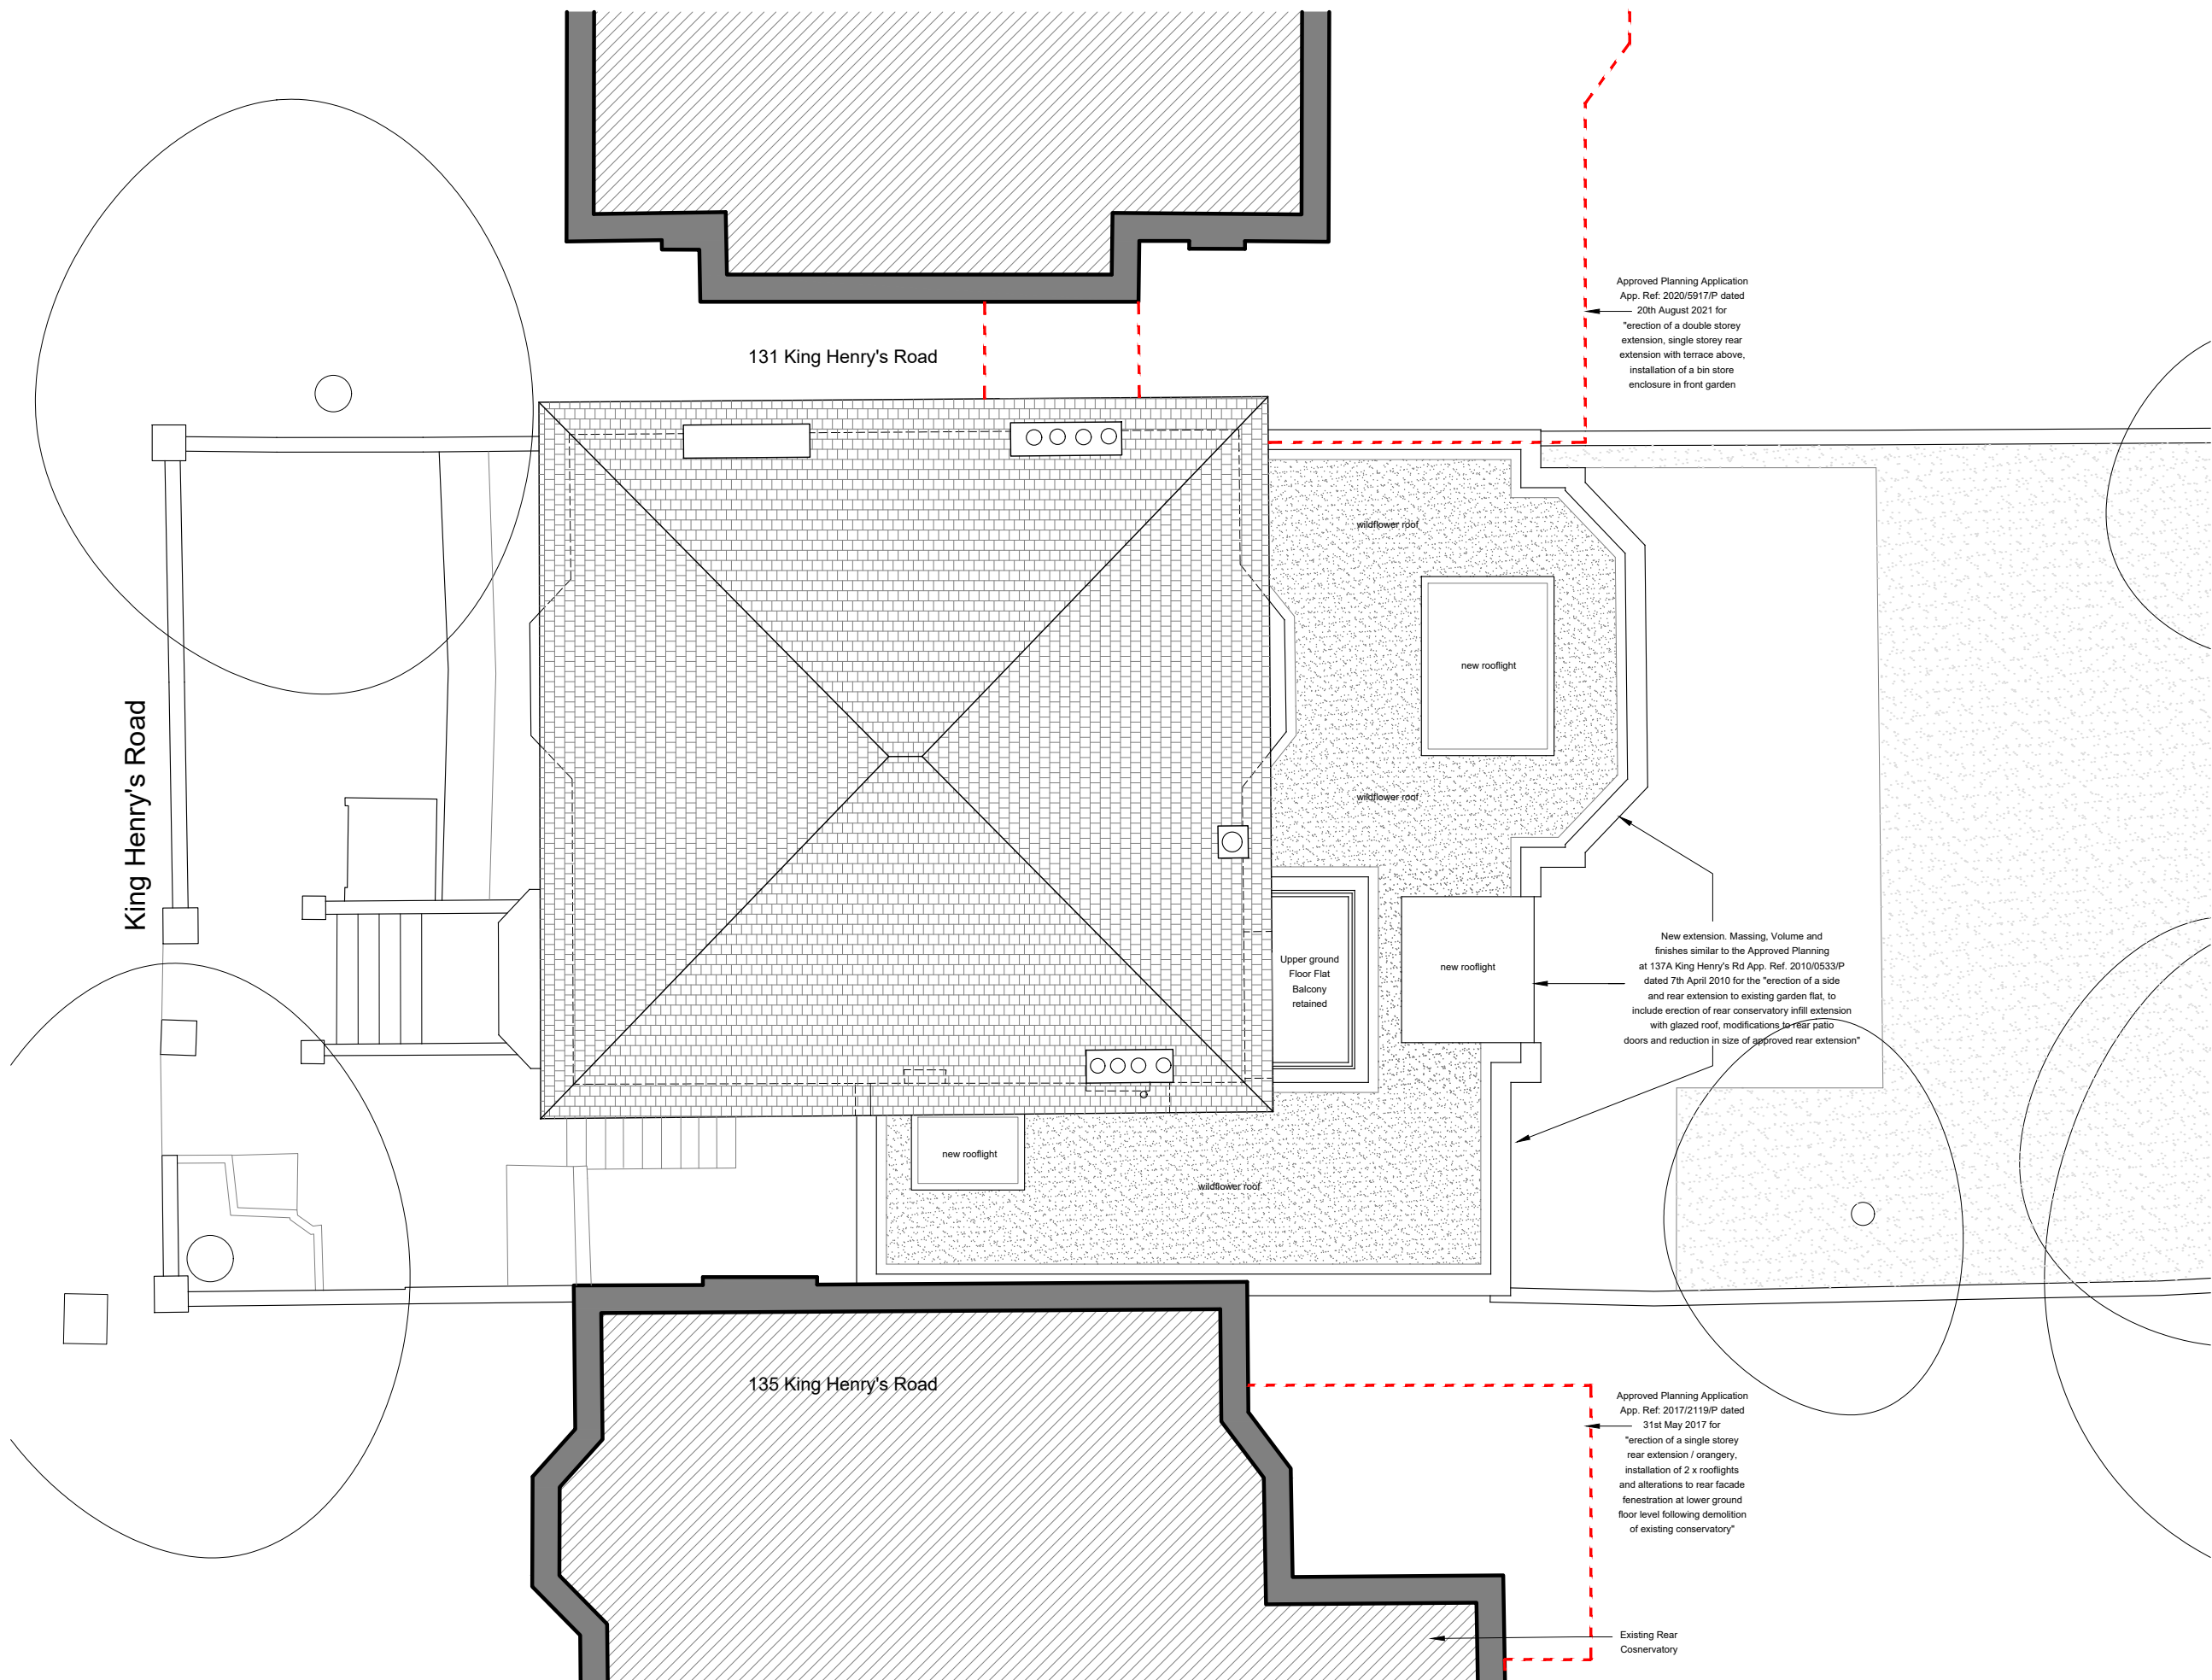 Approved Planning Application
App. Ref: 2020/5917/P dated
20th August 2021 for
"erection of a double storey
extension, single storey rear
extension with terrace above,
installation of a bin store
enclosure in front garden
131 King Henry's Road
wildflower roof
new rooflight
King Henry's Road
wildflower roof
New extension. Massing, Volume and
finishes similar to the Approved Planning
at 137A King Henry's Rd App. Ref. 2010/0533/P
dated 7th April 2010 for the "erection of a side
and rear extension to existing garden flat, to
include erection of rear conservatory infill extension
with glazed roof, modifications to rear patio
doors and reduction in size of approved rear extension"
Upper ground
Floor Flat
Balcony
retained
new rooflight
new rooflight
wildflower roof
135 King Henry's Road
Approved Planning Application
App. Ref: 2017/2119/P dated
31st May 2017 for
"erection of a single storey
rear extension / orangery,
installation of 2 x rooflights
and alterations to rear facade
fenestration at lower ground
floor level following demolition
of existing conservatory"
Existing Rear
Cosnervatory